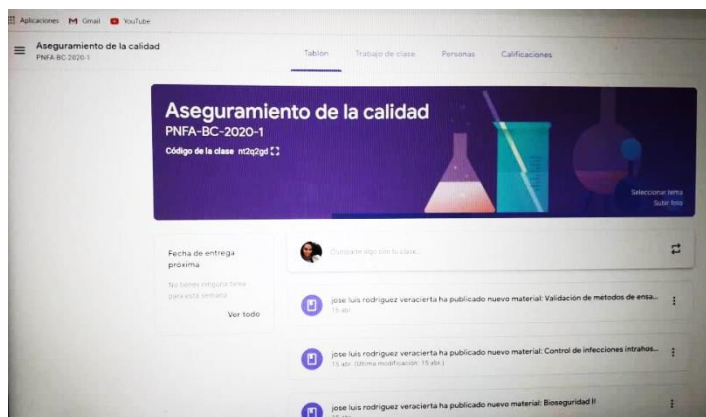 Aplicaciones
Gmail
YouTube
Aseguramiento de la calidad
PNFA-BC-2020-1
Tablón
Trabajo de clase
Personas
Calificaciones
Aseguramiento de la calidad
PNFA-BC-2020-1
Código de la clase nt2q2gd
Seleccionar tema
Subir foto
Fecha de entrega
próxima
No tienes ninguna tarea
para esta semana
Ver todo
Comparte algo con tu clase...
jose luis rodriguez veracierta ha publicado nuevo material: Validación de métodos de ensa...
15 abr.
jose luis rodriguez veracierta ha publicado nuevo material: Control de infecciones intrahos...
15 abr. (Última modificación: 15 abr.)
jose luis rodriguez veracierta ha publicado nuevo material: Bioseguridad II